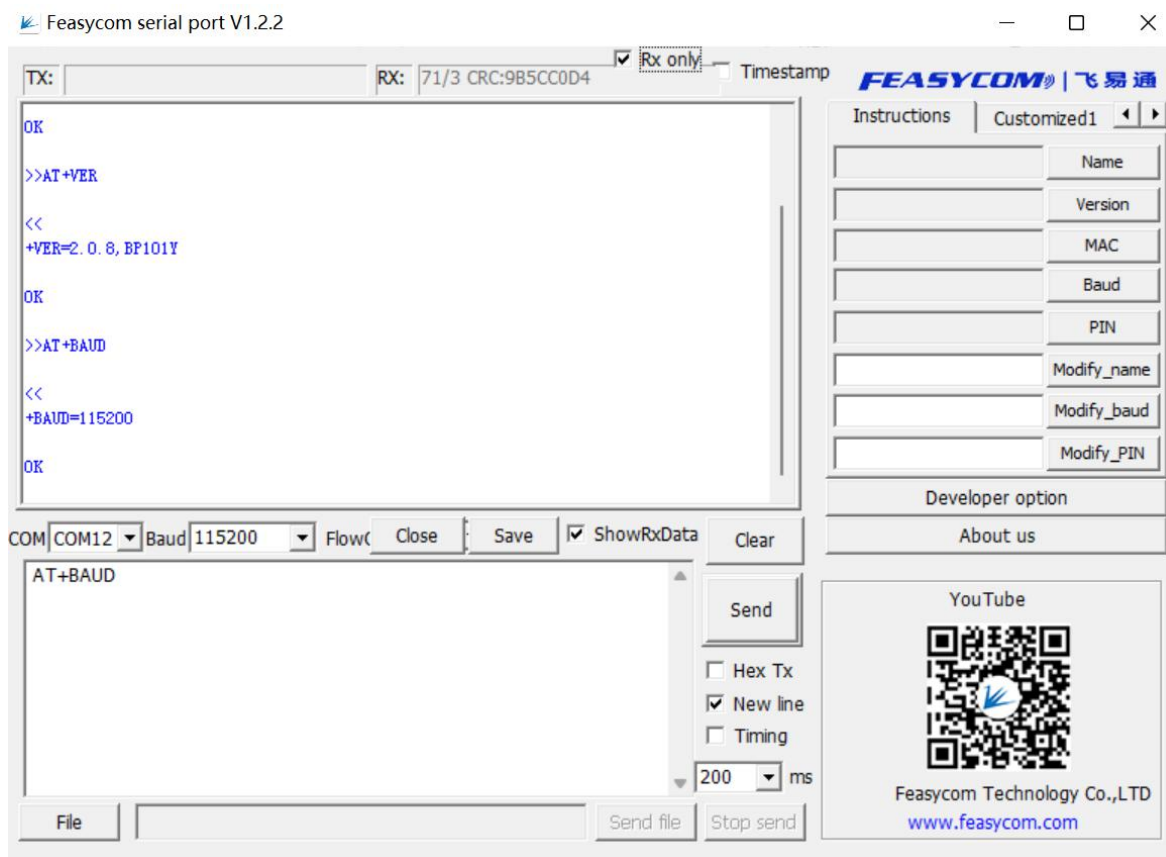 Feasycom serial port V1.2.2
TX:
RX: 71/3 CRC:9B5CC0D4
Rx only
Timestamp
FEASYCOM | 飞易通
OK
>>AT+VER
<<
+VER=2.0.8,BP101Y
OK
>>AT+BAUD
<<
+BAUD=115200
OK
Instructions
Customized1
Name
Version
MAC
Baud
PIN
Modify_name
Modify_baud
Modify_PIN
Developer option
About us
COM COM12 Baud 115200 Close Save ShowRxData Clear
AT+BAUD
Send
Hex Tx
New line
Timing
200 ms
File
Send file
Stop send
YouTube
Feasycom Technology Co.,LTD
www.feasycom.com